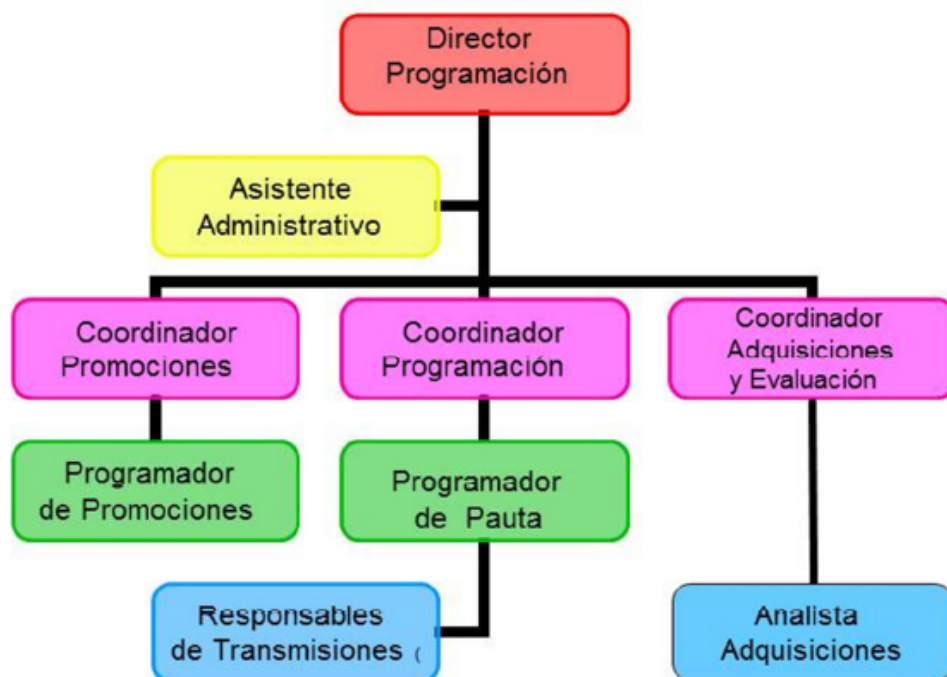 Director
Programación
Asistente
Administrativo
Coordinador
Promociones
Coordinador
Programación
Coordinador
Adquisiciones
y Evaluación
Programador
de Promociones
Programador
de Pauta
Responsables
de Transmisiones (
Analista
Adquisiciones